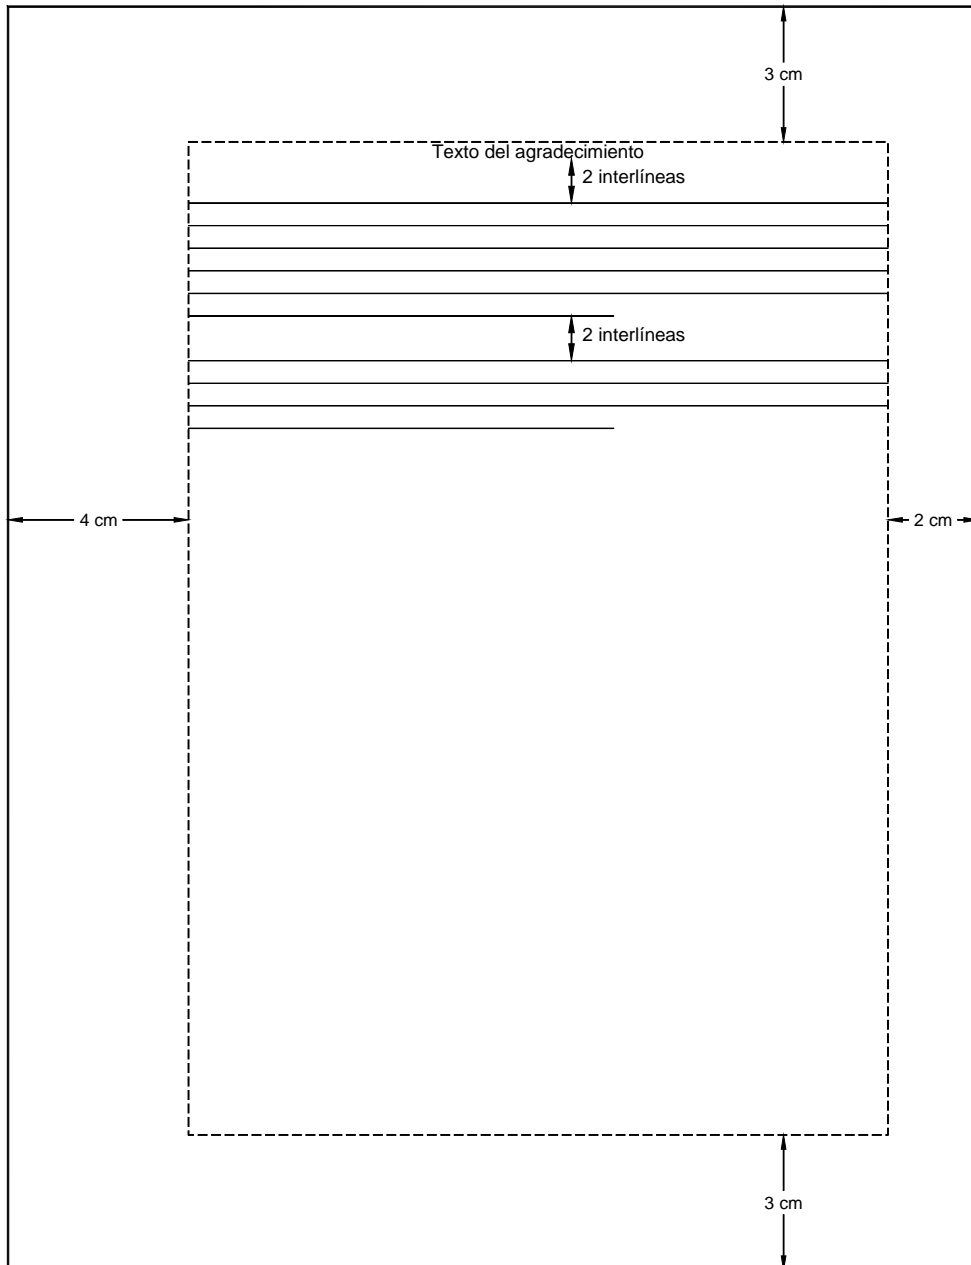 3 cm
Texto del agradecimiento
2 interlíneas
2 interlíneas
4 cm
2 cm
3 cm